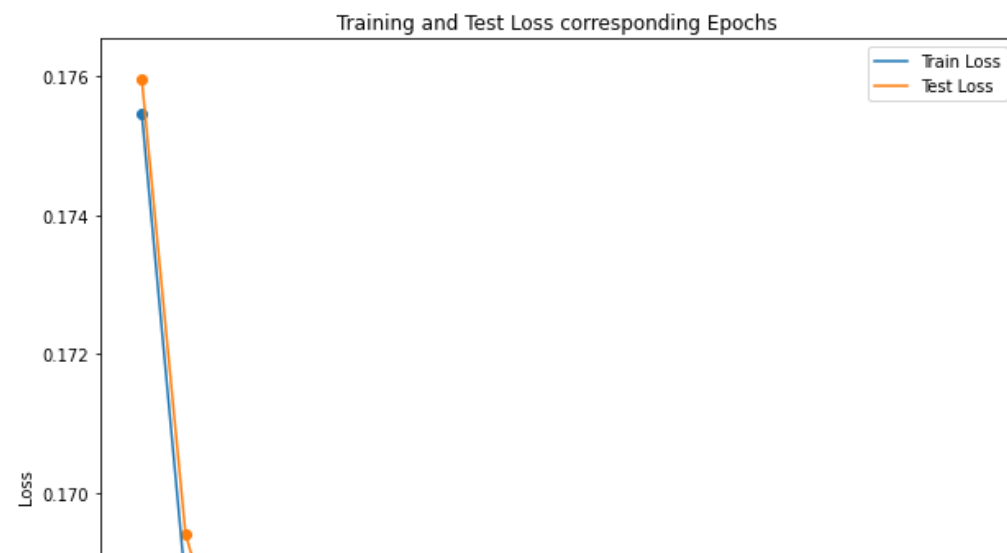 Training and Test Loss corresponding Epochs
Train Loss
Test Loss
0.176
0.174
0.172
0.170
Loss